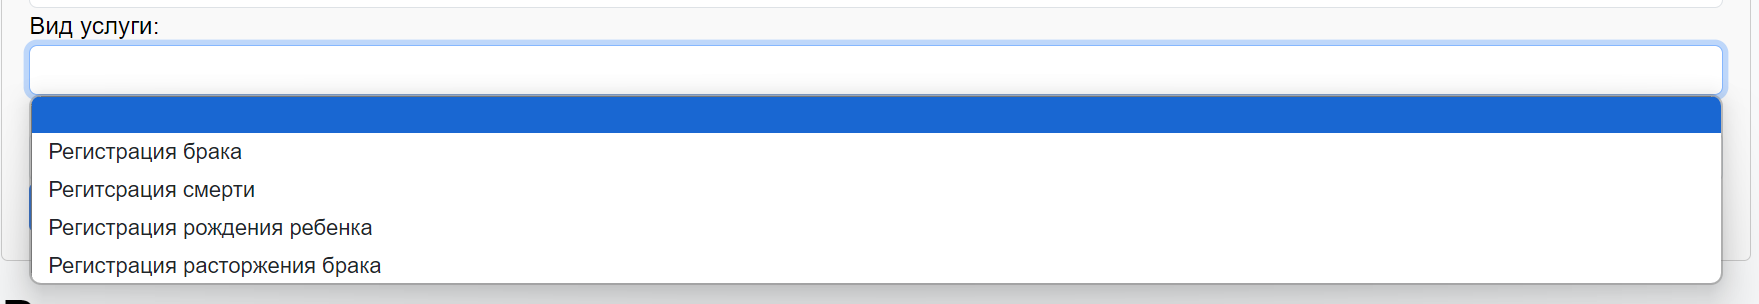 Вид услуги:
Регистрация брака
Регитсрация смерти
Регистрация рождения ребенка
Регистрация расторжения брака